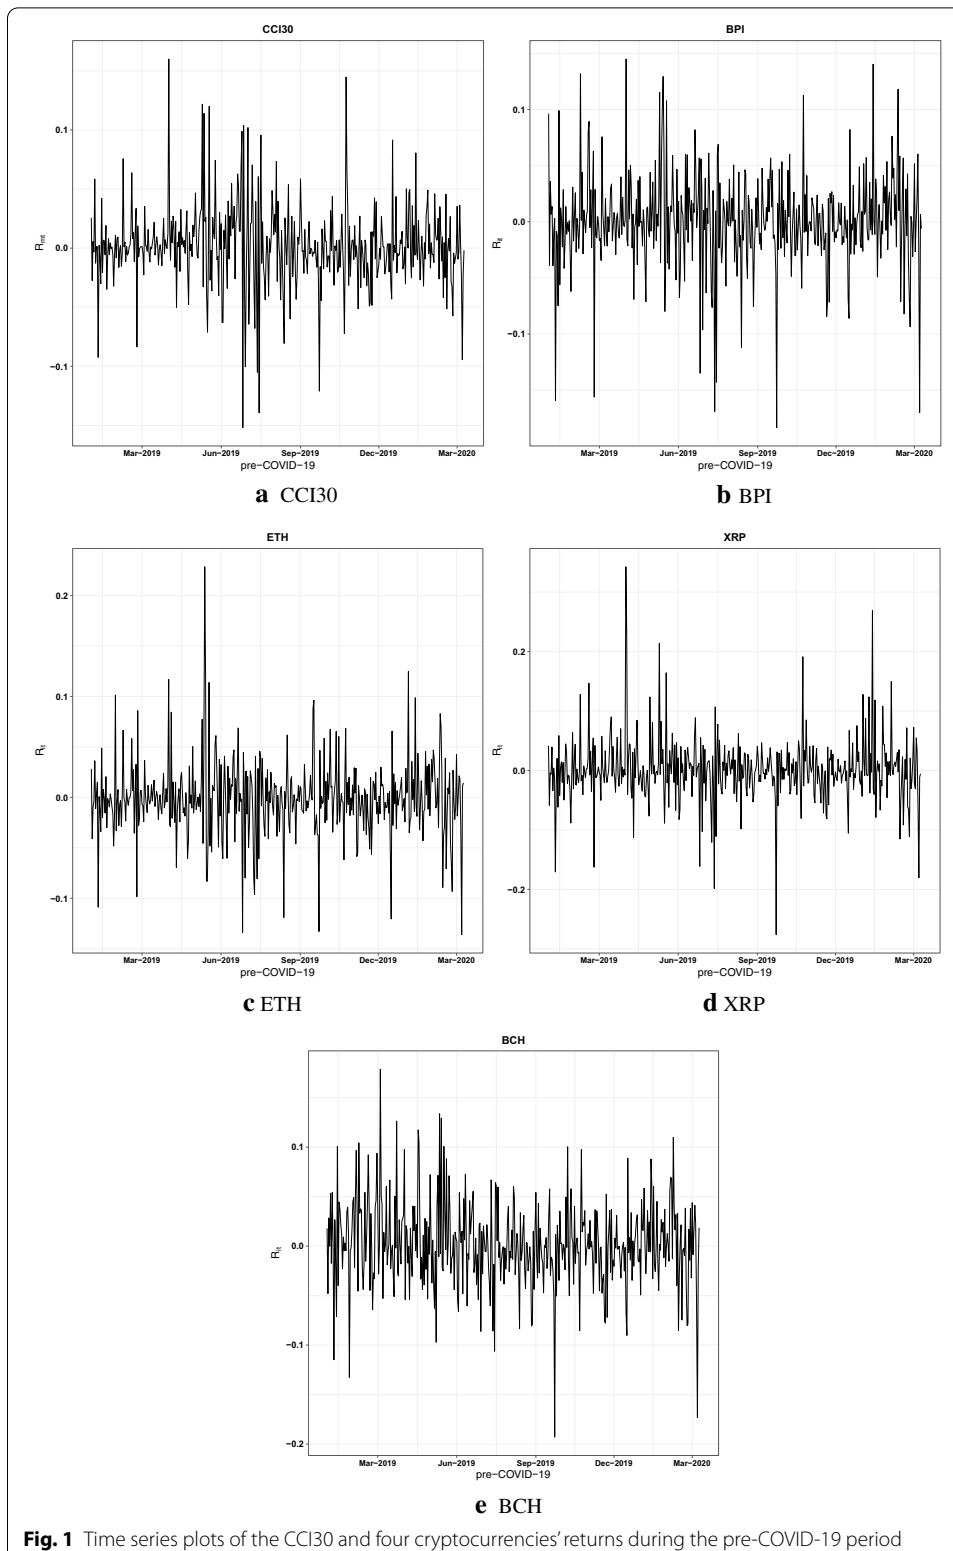 CCI30
0.1
0.0
−0.1
Rmt
Mar−2019 Jun−2019 Sep−2019 Dec−2019 Mar−2020
pre−COVID−19
a CCI30
BPI
0.1
0.0
−0.1
Rit
Mar−2019 Jun−2019 Sep−2019 Dec−2019 Mar−2020
pre−COVID−19
b BPI
ETH
0.2
0.1
0.0
−0.1
Rit
Mar−2019 Jun−2019 Sep−2019 Dec−2019 Mar−2020
pre−COVID−19
c ETH
XRP
0.2
0.0
−0.2
Rit
Mar−2019 Jun−2019 Sep−2019 Dec−2019 Mar−2020
pre−COVID−19
d XRP
BCH
0.1
0.0
−0.1
−0.2
Rit
Mar−2019 Jun−2019 Sep−2019 Dec−2019 Mar−2020
pre−COVID−19
e BCH
Fig. 1 Time series plots of the CCI30 and four cryptocurrencies' returns during the pre-COVID-19 period